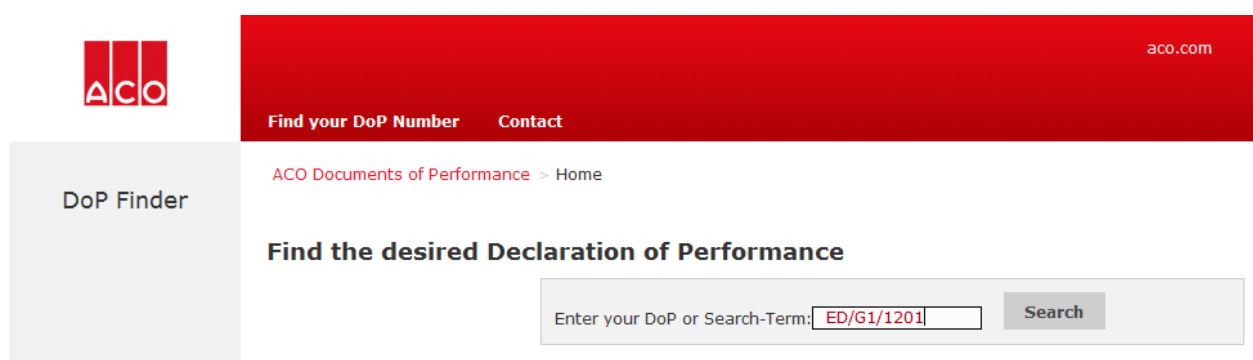 ACO
aco.com
Find your DoP Number Contact
ACO Documents of Performance > Home
DoP Finder
Find the desired Declaration of Performance
Enter your DoP or Search-Term: ED/G1/1201 Search